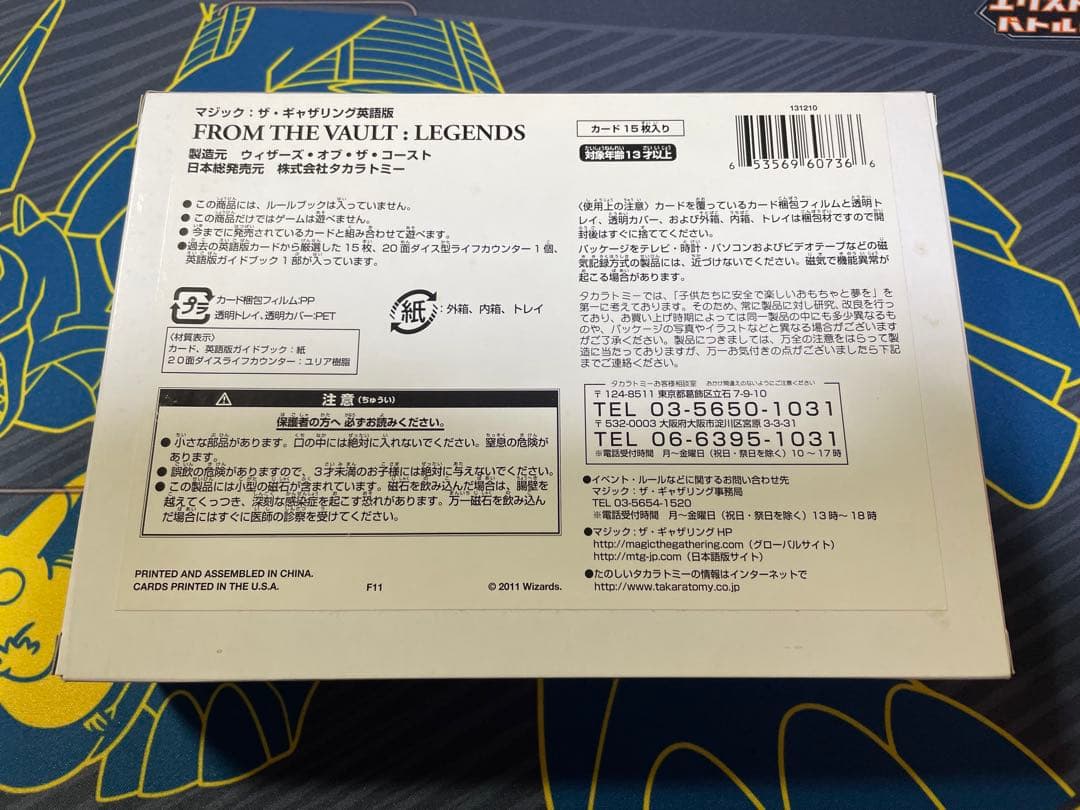 エクスト
バトル
マジック：ザ・ギャザリング英語版
FROM THE VAULT : LEGENDS
製造元　ウィザーズ・オブ・ザ・コースト
日本総発売元　株式会社タカラトミー
カード１５枚入り
対象年齢13才以上
131210
6 53569 60736 6
● この商品には、ルールブックは入っていません。
● この商品だけではゲームは遊べません。
● 今までに発売されているカードと組み合わせて遊べます。
●過去の英語版カードから厳選した１５枚、２０面ダイス型ライフカウンター１個、
英語版ガイドブック１部が入っています。
プラ
カード梱包フィルム:PP
透明トレイ、透明カバー:PET
紙
：外箱、内箱、トレイ
〈材質表示〉
カード、英語版ガイドブック：紙
２０面ダイスライフカウンター：ユリア樹脂
注意（ちゅうい）
保護者の方へ 必ずお読みください。
● 小さな部品があります。口の中には絶対に入れないでください。窒息の危険が
あります。
● 誤飲の危険がありますので、３才未満のお子様には絶対に与えないでください。
● この製品には小型の磁石が含まれています。磁石を飲み込んだ場合は、腸壁を
越えてくっつき、深刻な感染症を起こす恐れがあります。万一磁石を飲み込ん
だ場合にはすぐに医師の診察を受けてください。
PRINTED AND ASSEMBLED IN CHINA.
CARDS PRINTED IN THE U.S.A.
F11
© 2011 Wizards.
〈使用上の注意〉カードを覆っているカード梱包フィルムと透明ト
レイ、透明カバー、および外箱、内箱、トレイは梱包材ですので開
封後はすぐに捨ててください。
パッケージをテレビ・時計・パソコンおよびビデオテープなどの磁
気記録方式の製品には、近づけないでください。磁気で機能異常が
起こる場合があります。
タカラトミーでは、「子供たちに安全で楽しいおもちゃと夢を」を
第一に考えております。そのため、常に製品に対し研究、改良を行っ
ており、お買い上げ時期によっては同一製品の中にも多少異なるも
のや、パッケージの写真やイラストなどと異なる場合がございます
がご了承ください。製品につきましては、万全の注意をはらって製
造に当たっておりますが、万一お気付きの点がございましたら下記
までご連絡ください。
タカラトミーお客様相談室　おかけ間違えのないようにご注意ください
〒124-8511 東京都葛飾区立石 7-9-10
TEL 03-5650-1031
〒532-0003 大阪府大阪市淀川区宮原 3-3-31
TEL 06-6395-1031
※電話受付時間　月～金曜日（祝日・祭日を除く）10～17時
●イベント・ルールなどに関するお問い合わせ先
マジック：ザ・ギャザリング事務局
TEL 03-5654-1520
※電話受付時間　月～金曜日（祝日・祭日を除く）13時～18時
●マジック：ザ・ギャザリングHP
http://magicthegathering.com（グローバルサイト）
http://mtg-jp.com（日本語版サイト）
●たのしいタカラトミーの情報はインターネットで
http://www.takaratomy.co.jp